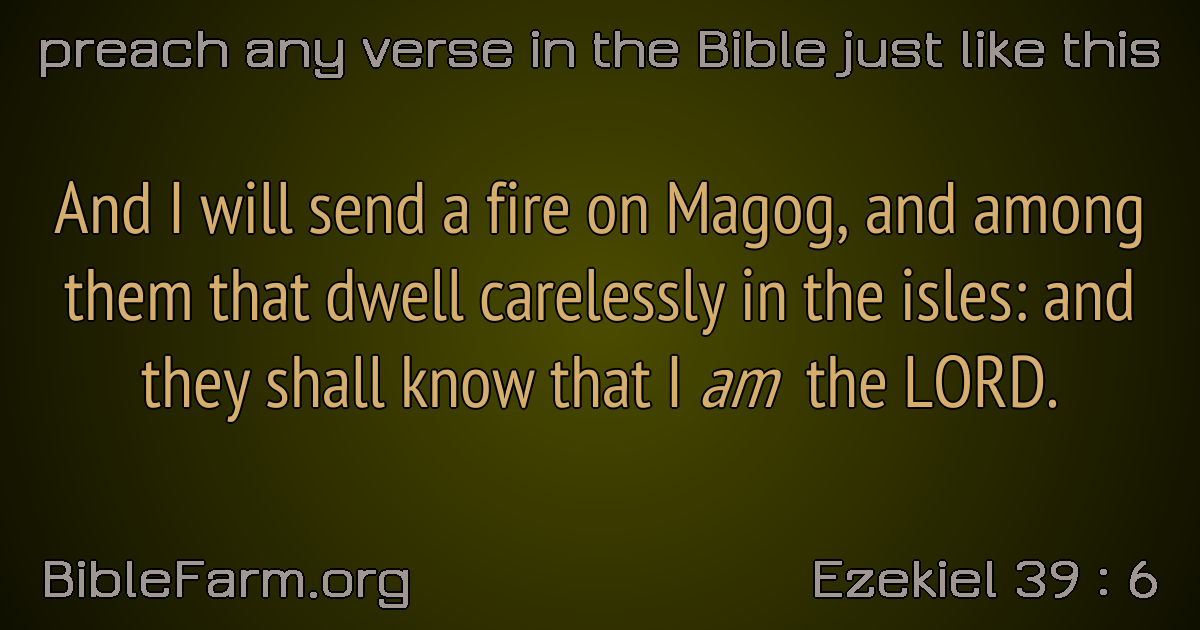 preach any verse in the Bible just like this
And I will send a fire on Magog, and among
them that dwell carelessly in the isles: and
they shall know that I am the LORD.
BibleFarm.org
Ezekiel 39 : 6